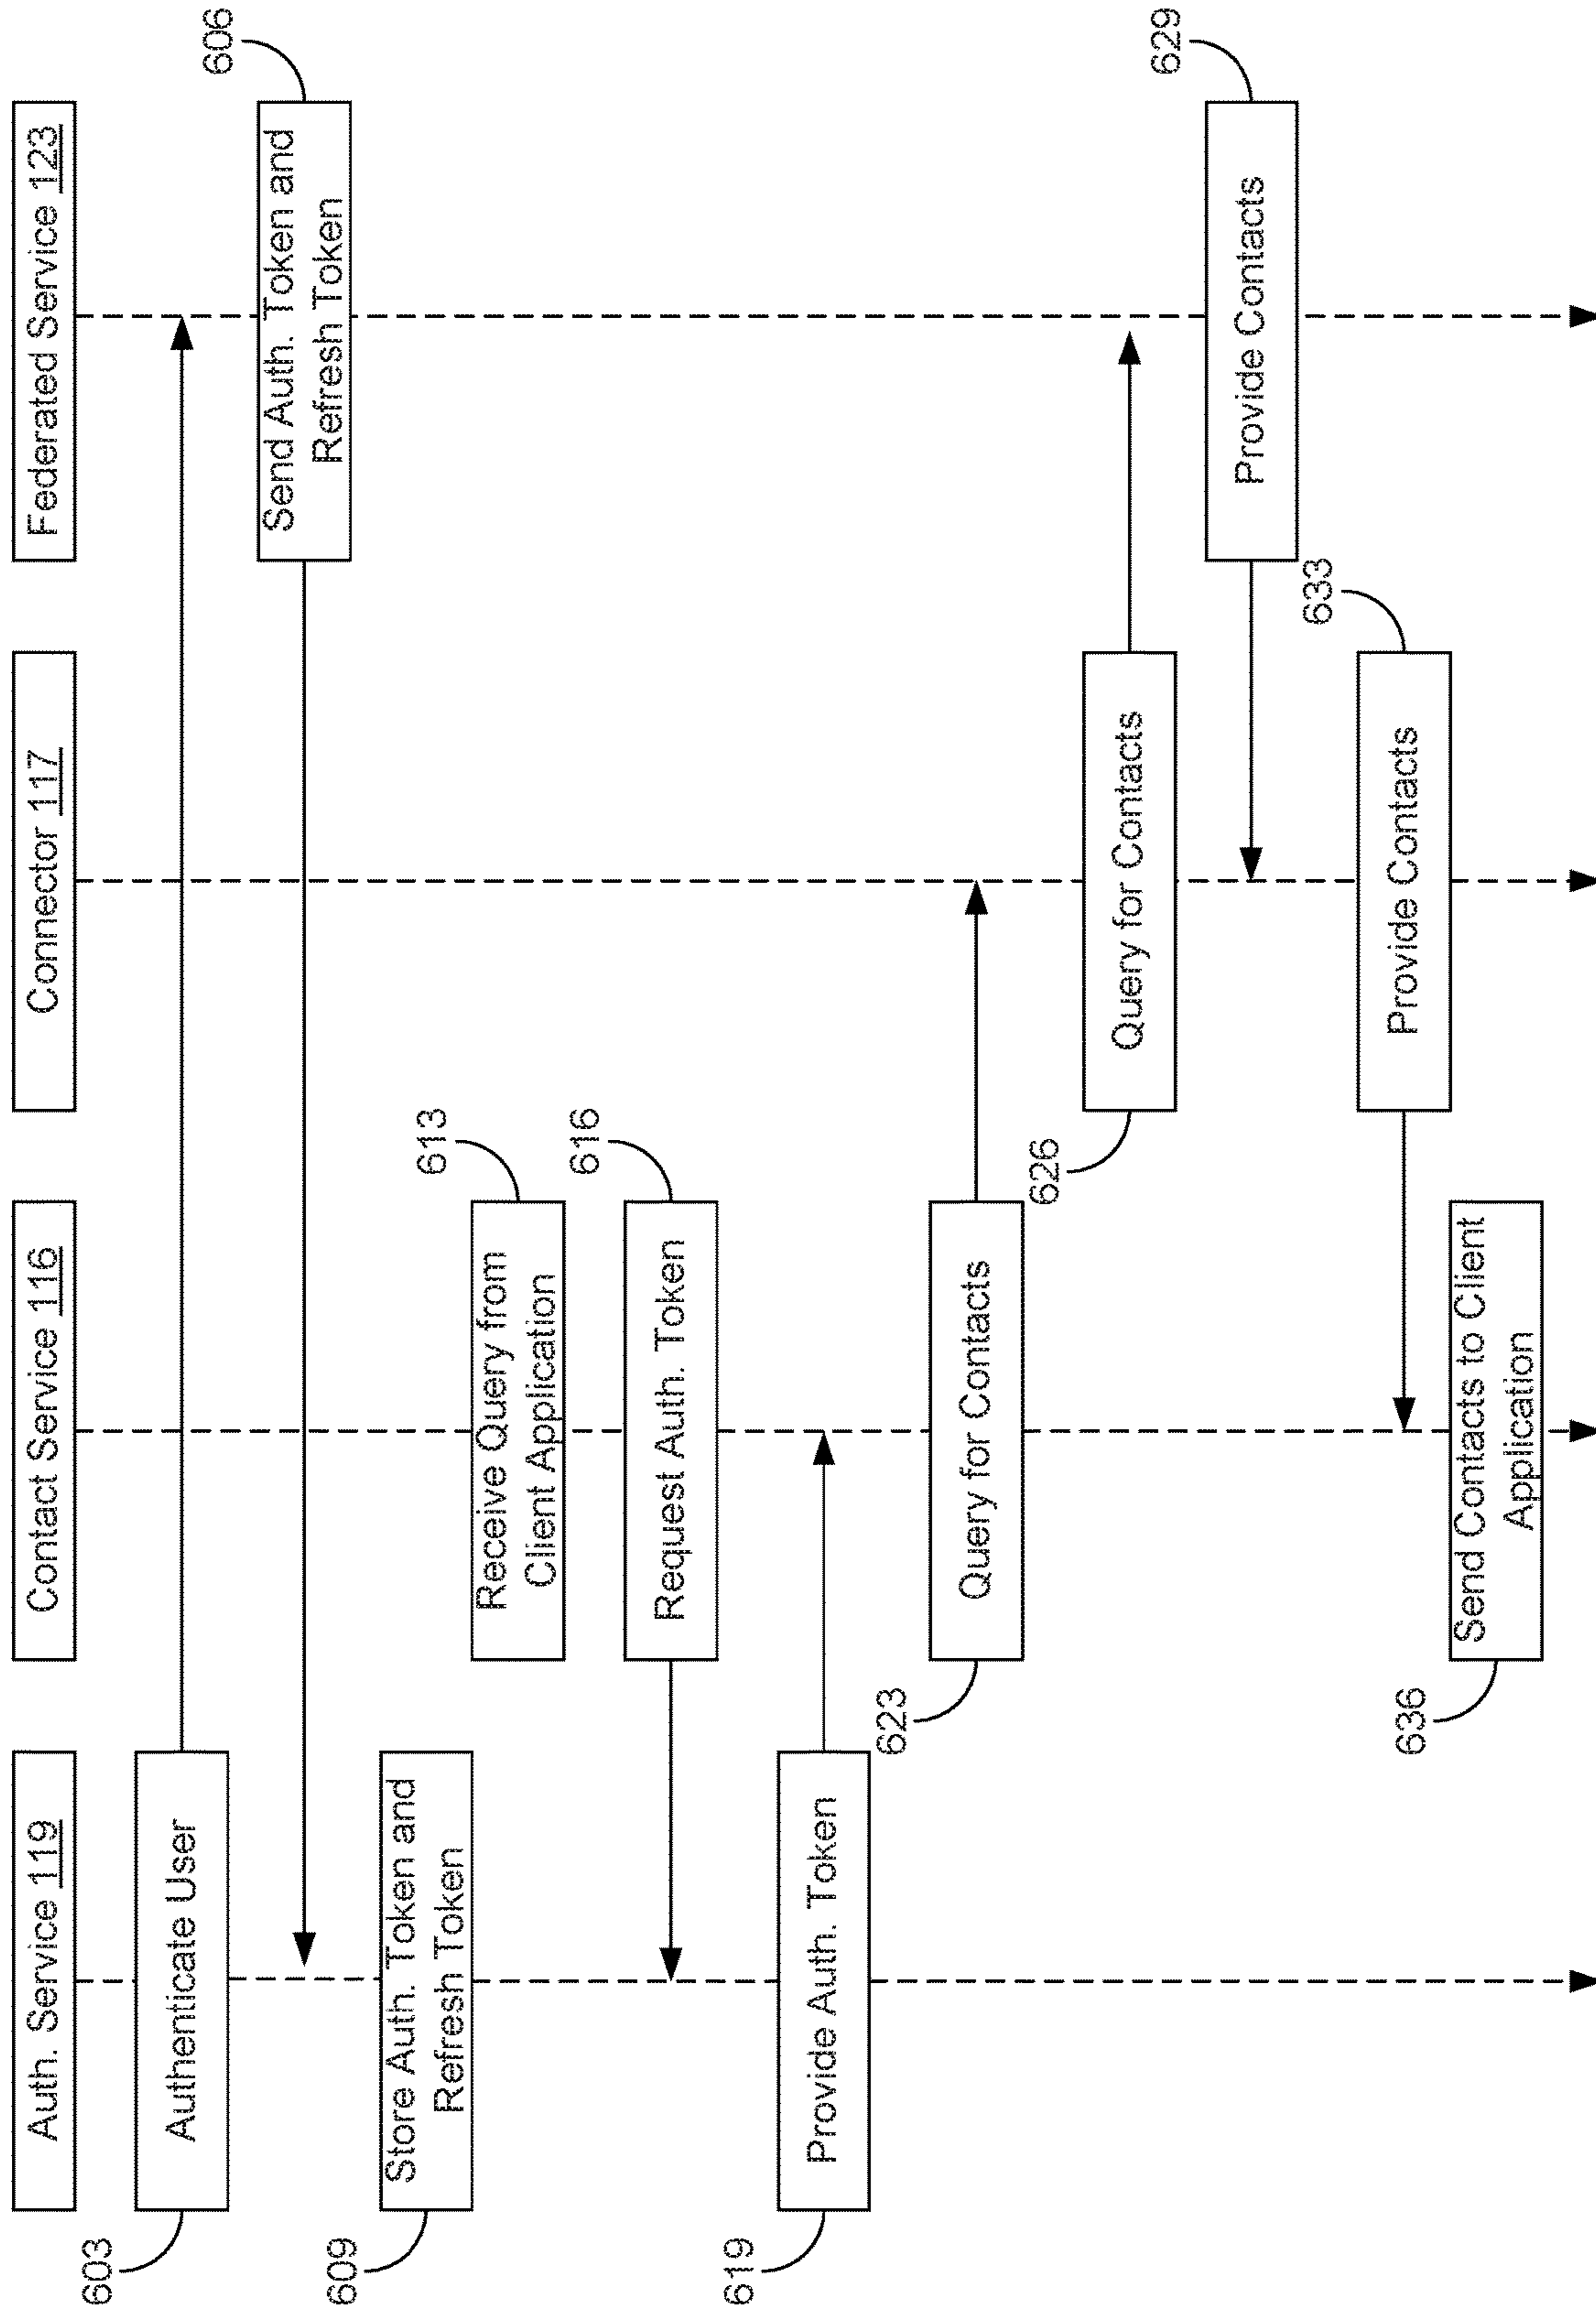 Auth. Service 119
Contact Service 116
Connector 117
Federated Service 123
603
Authenticate User
606
Send Auth. Token and
Refresh Token
609
Store Auth. Token and
Refresh Token
613
Receive Query from
Client Application
616
Request Auth. Token
619
Provide Auth. Token
623
Query for Contacts
626
Query for Contacts
629
Provide Contacts
633
Provide Contacts
636
Send Contacts to Client
Application